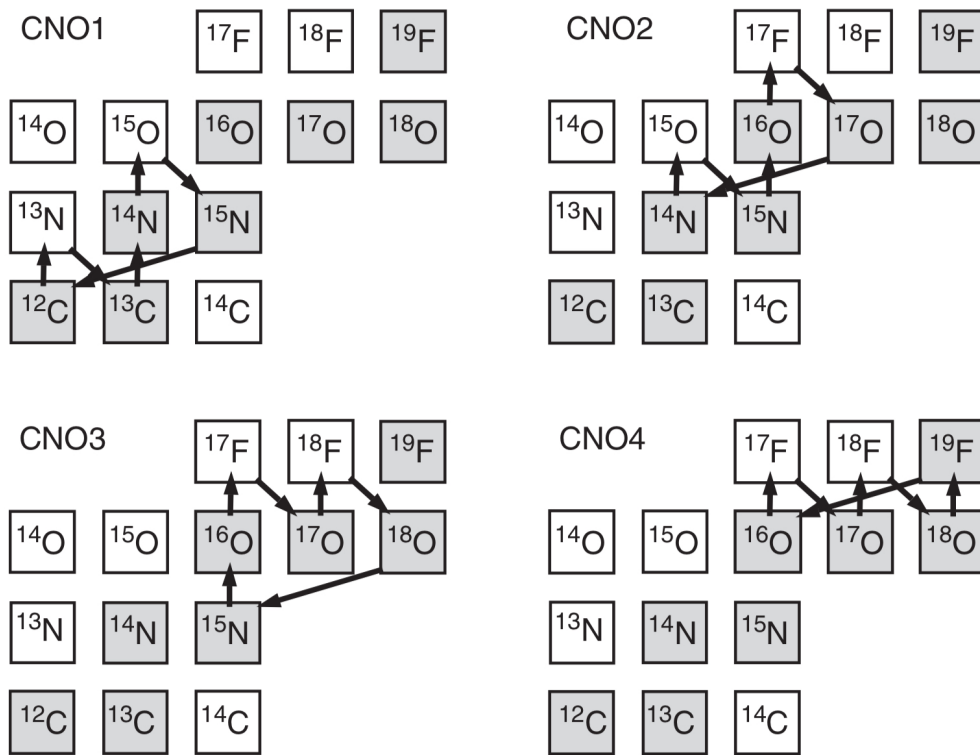 CNO1 ¹⁷F ¹⁸F ¹⁹F
¹⁴O ¹⁵O ¹⁶O ¹⁷O ¹⁸O
¹³N ¹⁴N ¹⁵N
¹²C ¹³C ¹⁴C
CNO2 ¹⁷F ¹⁸F ¹⁹F
¹⁴O ¹⁵O ¹⁶O ¹⁷O ¹⁸O
¹³N ¹⁴N ¹⁵N
¹²C ¹³C ¹⁴C
CNO3 ¹⁷F ¹⁸F ¹⁹F
¹⁴O ¹⁵O ¹⁶O ¹⁷O ¹⁸O
¹³N ¹⁴N ¹⁵N
¹²C ¹³C ¹⁴C
CNO4 ¹⁷F ¹⁸F ¹⁹F
¹⁴O ¹⁵O ¹⁶O ¹⁷O ¹⁸O
¹³N ¹⁴N ¹⁵N
¹²C ¹³C ¹⁴C